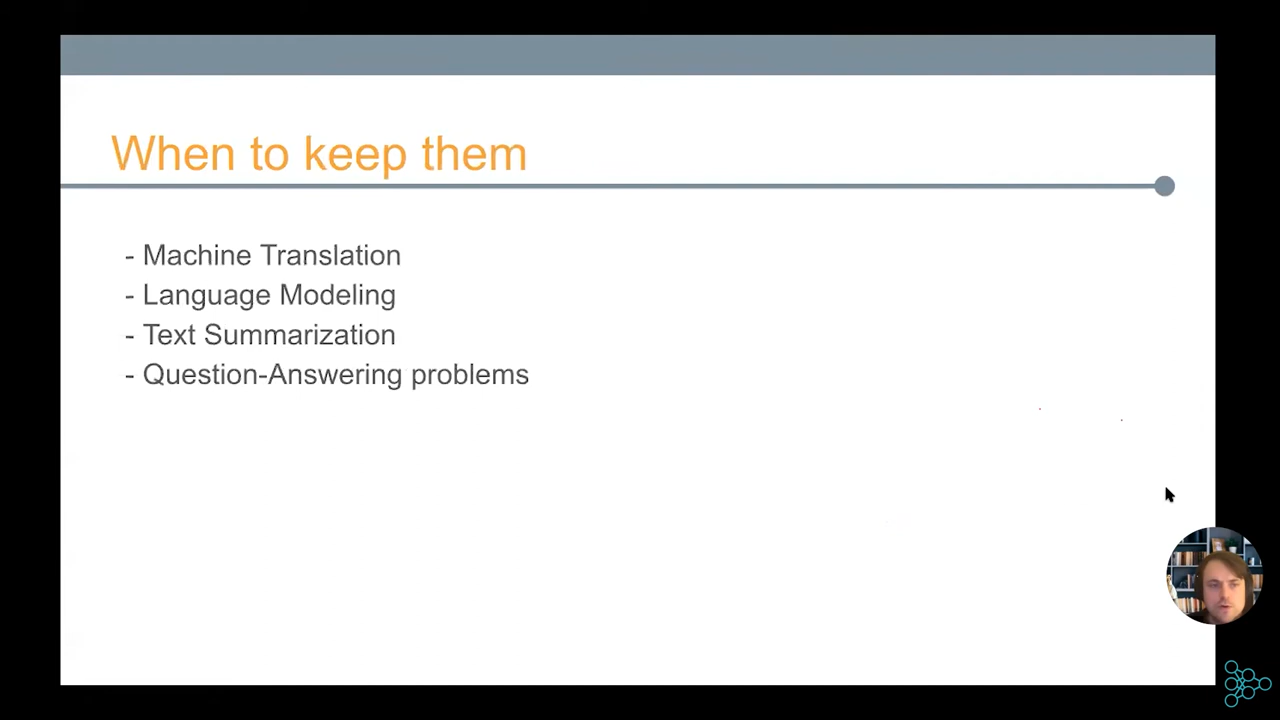 When to keep them
- Machine Translation
- Language Modeling
- Text Summarization
- Question-Answering problems